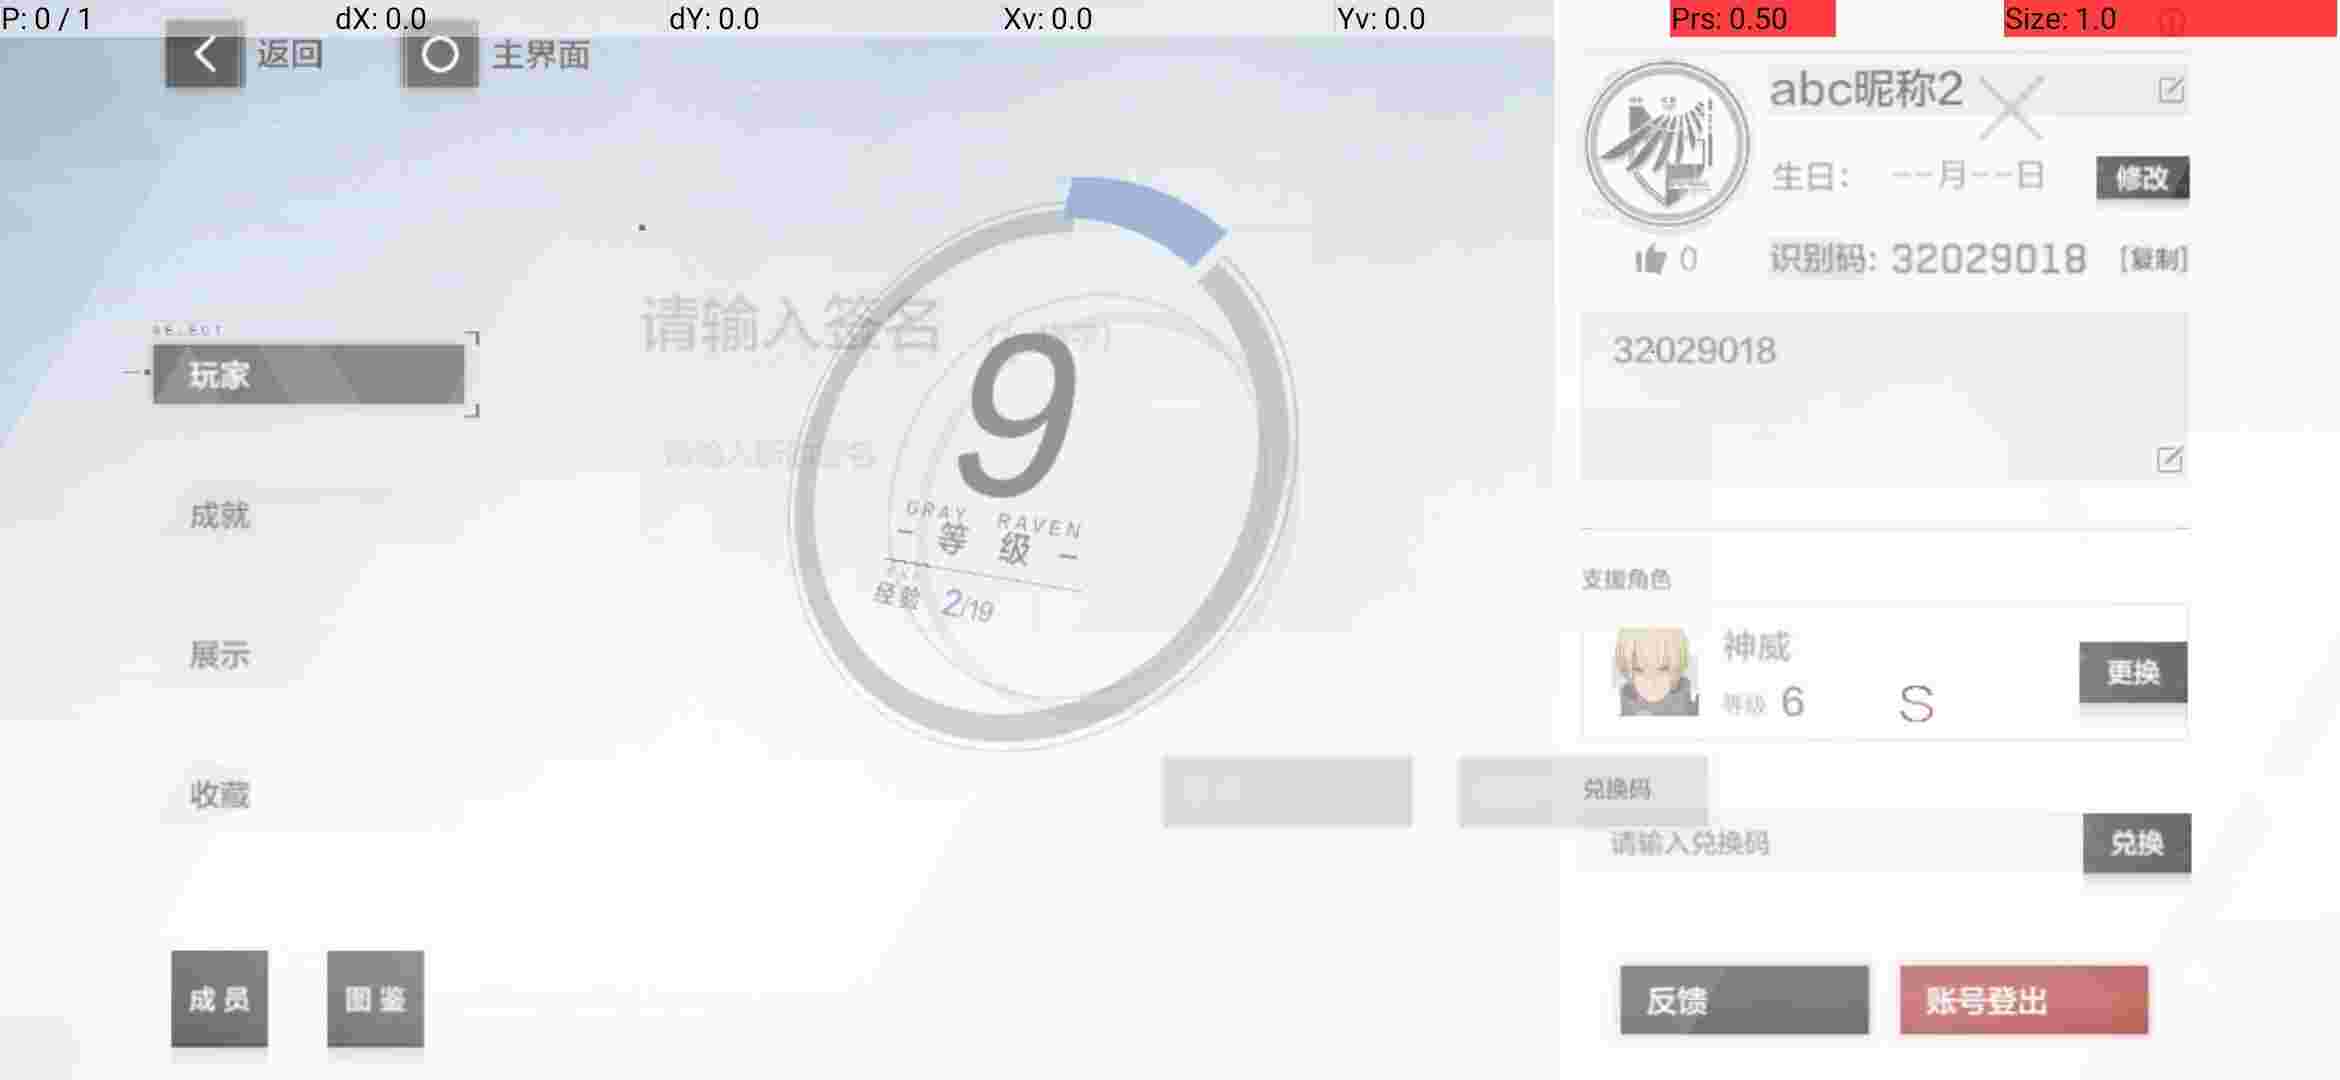 P: 0 / 1
dX: 0.0
dY: 0.0
Xv: 0.0
Yv: 0.0
Prs: 0.50
Size: 1.0
返回
主界面
SELECT
玩家
成就
展示
收藏
成员
图鉴
请输入签名
9
GRAY RAVEN
等 级
经验 2/19
abc昵称2
生日: --月--日
修改
0
识别码: 32029018 [复制]
32029018
支援角色
神威
等级 6
S
更换
兑换码
请输入兑换码
兑换
反馈
账号登出